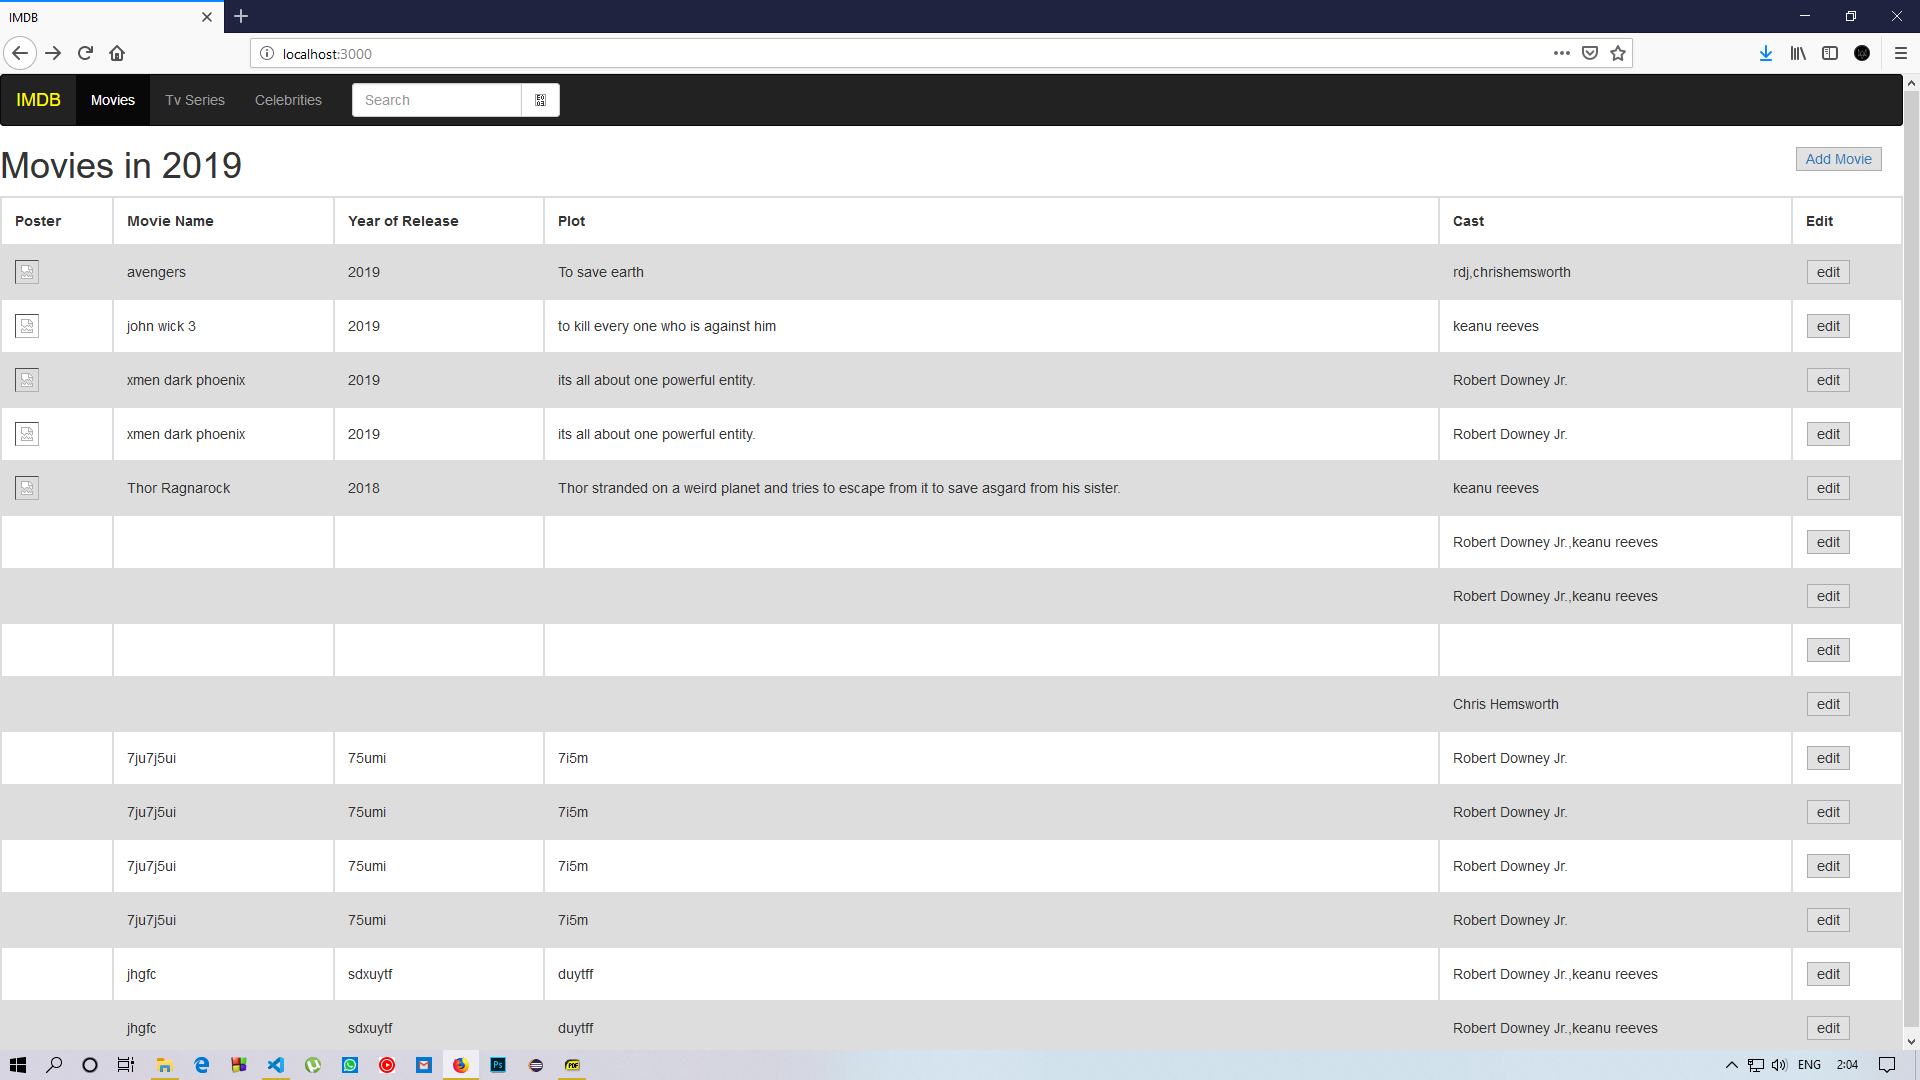 IMDB
localhost:3000
IMDB Movies Tv Series Celebrities Search
Movies in 2019 Add Movie
Poster Movie Name Year of Release Plot Cast Edit
avengers 2019 To save earth rdj,chrishemsworth edit
john wick 3 2019 to kill every one who is against him keanu reeves edit
xmen dark phoenix 2019 its all about one powerful entity. Robert Downey Jr. edit
xmen dark phoenix 2019 its all about one powerful entity. Robert Downey Jr. edit
Thor Ragnarock 2018 Thor stranded on a weird planet and tries to escape from it to save asgard from his sister. keanu reeves edit
Robert Downey Jr.,keanu reeves edit
Robert Downey Jr.,keanu reeves edit
edit
Chris Hemsworth edit
7ju7j5ui 75umi 7i5m Robert Downey Jr. edit
7ju7j5ui 75umi 7i5m Robert Downey Jr. edit
7ju7j5ui 75umi 7i5m Robert Downey Jr. edit
7ju7j5ui 75umi 7i5m Robert Downey Jr. edit
jhgfc sdxuytf duytff Robert Downey Jr.,keanu reeves edit
jhgfc sdxuytf duytff Robert Downey Jr.,keanu reeves edit
Ps PDF ENG 2:04